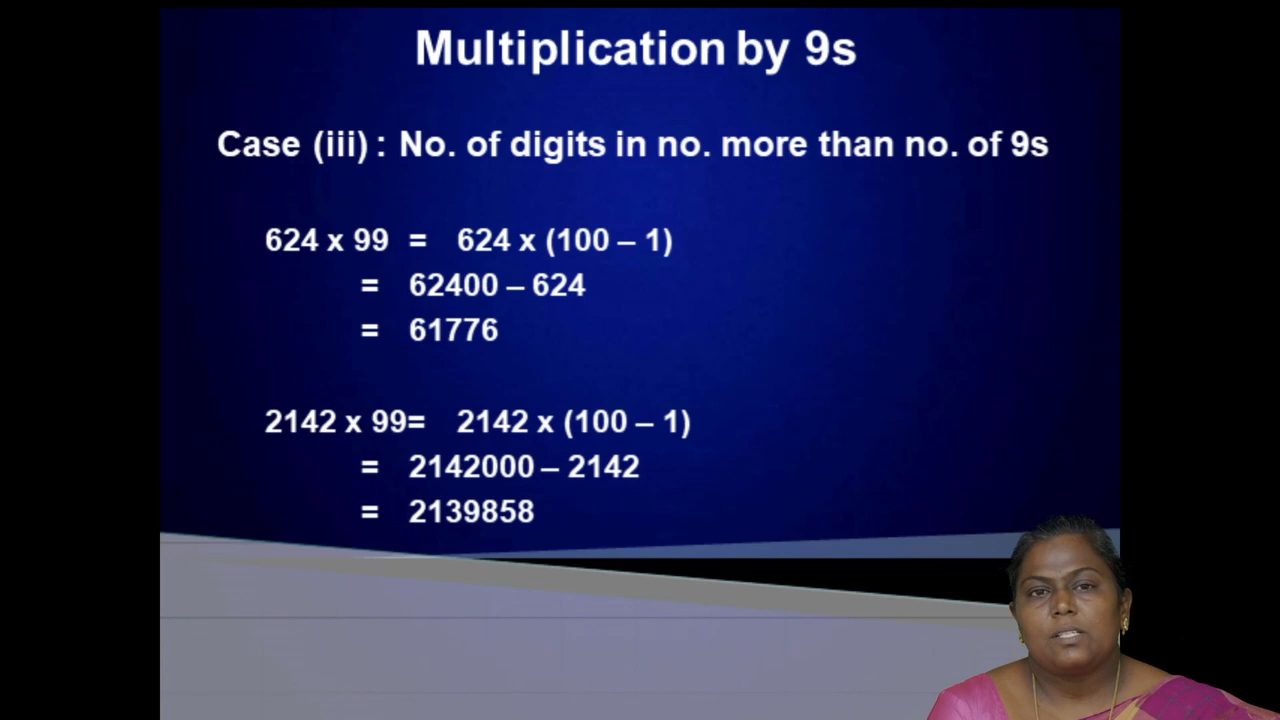 Multiplication by 9s
Case (iii) : No. of digits in no. more than no. of 9s
624 x 99 = 624 x (100 – 1)
= 62400 – 624
= 61776
2142 x 99= 2142 x (100 – 1)
= 2142000 – 2142
= 2139858